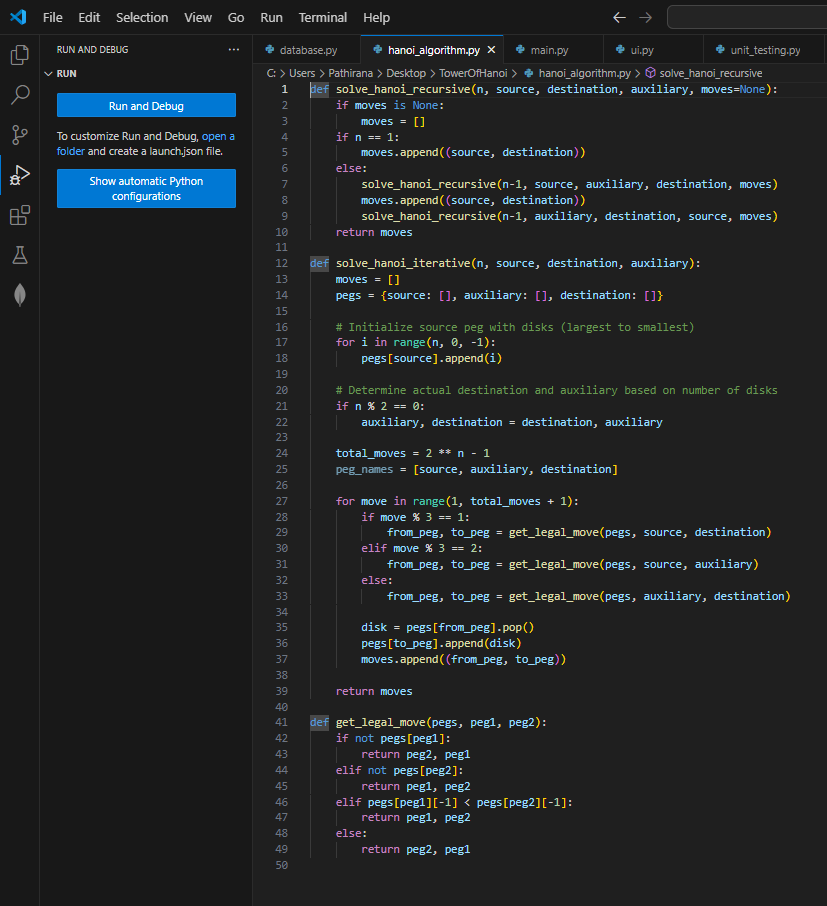 File Edit Selection View Go Run Terminal Help
RUN AND DEBUG ...
RUN
Run and Debug
To customize Run and Debug, open a
folder and create a launch.json file.
Show automatic Python
configurations
database.py hanoi_algorithm.py main.py ui.py unit_testing.py
C: > Users > Pathirana > Desktop > TowerOfHanoi > hanoi_algorithm.py > solve_hanoi_recursive
1 def solve_hanoi_recursive(n, source, destination, auxiliary, moves=None):
2     if moves is None:
3         moves = []
4     if n == 1:
5         moves.append((source, destination))
6     else:
7         solve_hanoi_recursive(n-1, source, auxiliary, destination, moves)
8         moves.append((source, destination))
9         solve_hanoi_recursive(n-1, auxiliary, destination, source, moves)
10     return moves
11
12 def solve_hanoi_iterative(n, source, destination, auxiliary):
13     moves = []
14     pegs = {source: [], auxiliary: [], destination: []}
15
16     # Initialize source peg with disks (largest to smallest)
17     for i in range(n, 0, -1):
18         pegs[source].append(i)
19
20     # Determine actual destination and auxiliary based on number of disks
21     if n % 2 == 0:
22         auxiliary, destination = destination, auxiliary
23
24     total_moves = 2 ** n - 1
25     peg_names = [source, auxiliary, destination]
26
27     for move in range(1, total_moves + 1):
28         if move % 3 == 1:
29             from_peg, to_peg = get_legal_move(pegs, source, destination)
30         elif move % 3 == 2:
31             from_peg, to_peg = get_legal_move(pegs, source, auxiliary)
32         else:
33             from_peg, to_peg = get_legal_move(pegs, auxiliary, destination)
34
35         disk = pegs[from_peg].pop()
36         pegs[to_peg].append(disk)
37         moves.append((from_peg, to_peg))
38
39     return moves
40
41 def get_legal_move(pegs, peg1, peg2):
42     if not pegs[peg1]:
43         return peg2, peg1
44     elif not pegs[peg2]:
45         return peg1, peg2
46     elif pegs[peg1][-1] < pegs[peg2][-1]:
47         return peg1, peg2
48     else:
49         return peg2, peg1
50